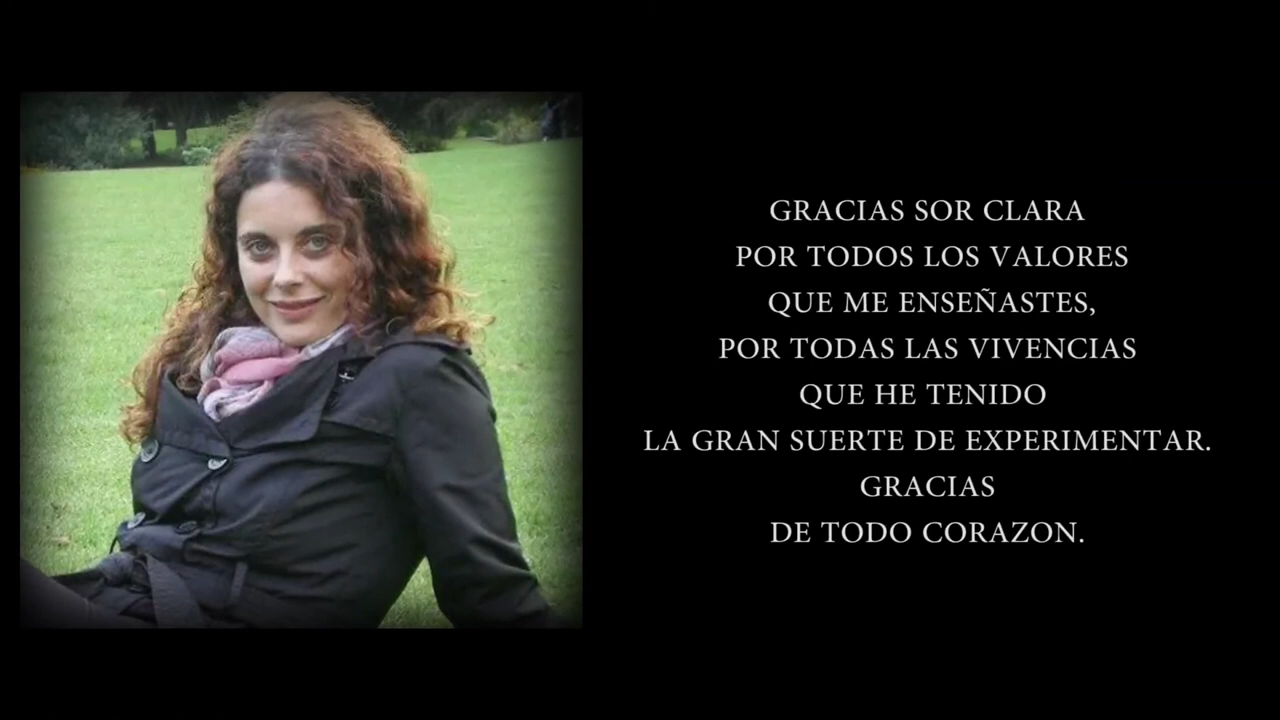 GRACIAS SOR CLARA
POR TODOS LOS VALORES
QUE ME ENSEÑASTES,
POR TODAS LAS VIVENCIAS
QUE HE TENIDO
LA GRAN SUERTE DE EXPERIMENTAR.
GRACIAS
DE TODO CORAZON.